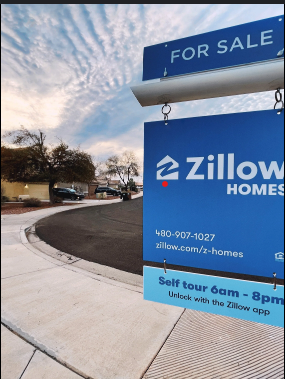 FOR SALE
Zillow
HOMES
480-907-1027
zillow.com/z-homes
Self tour 6am - 8pm
Unlock with the Zillow app